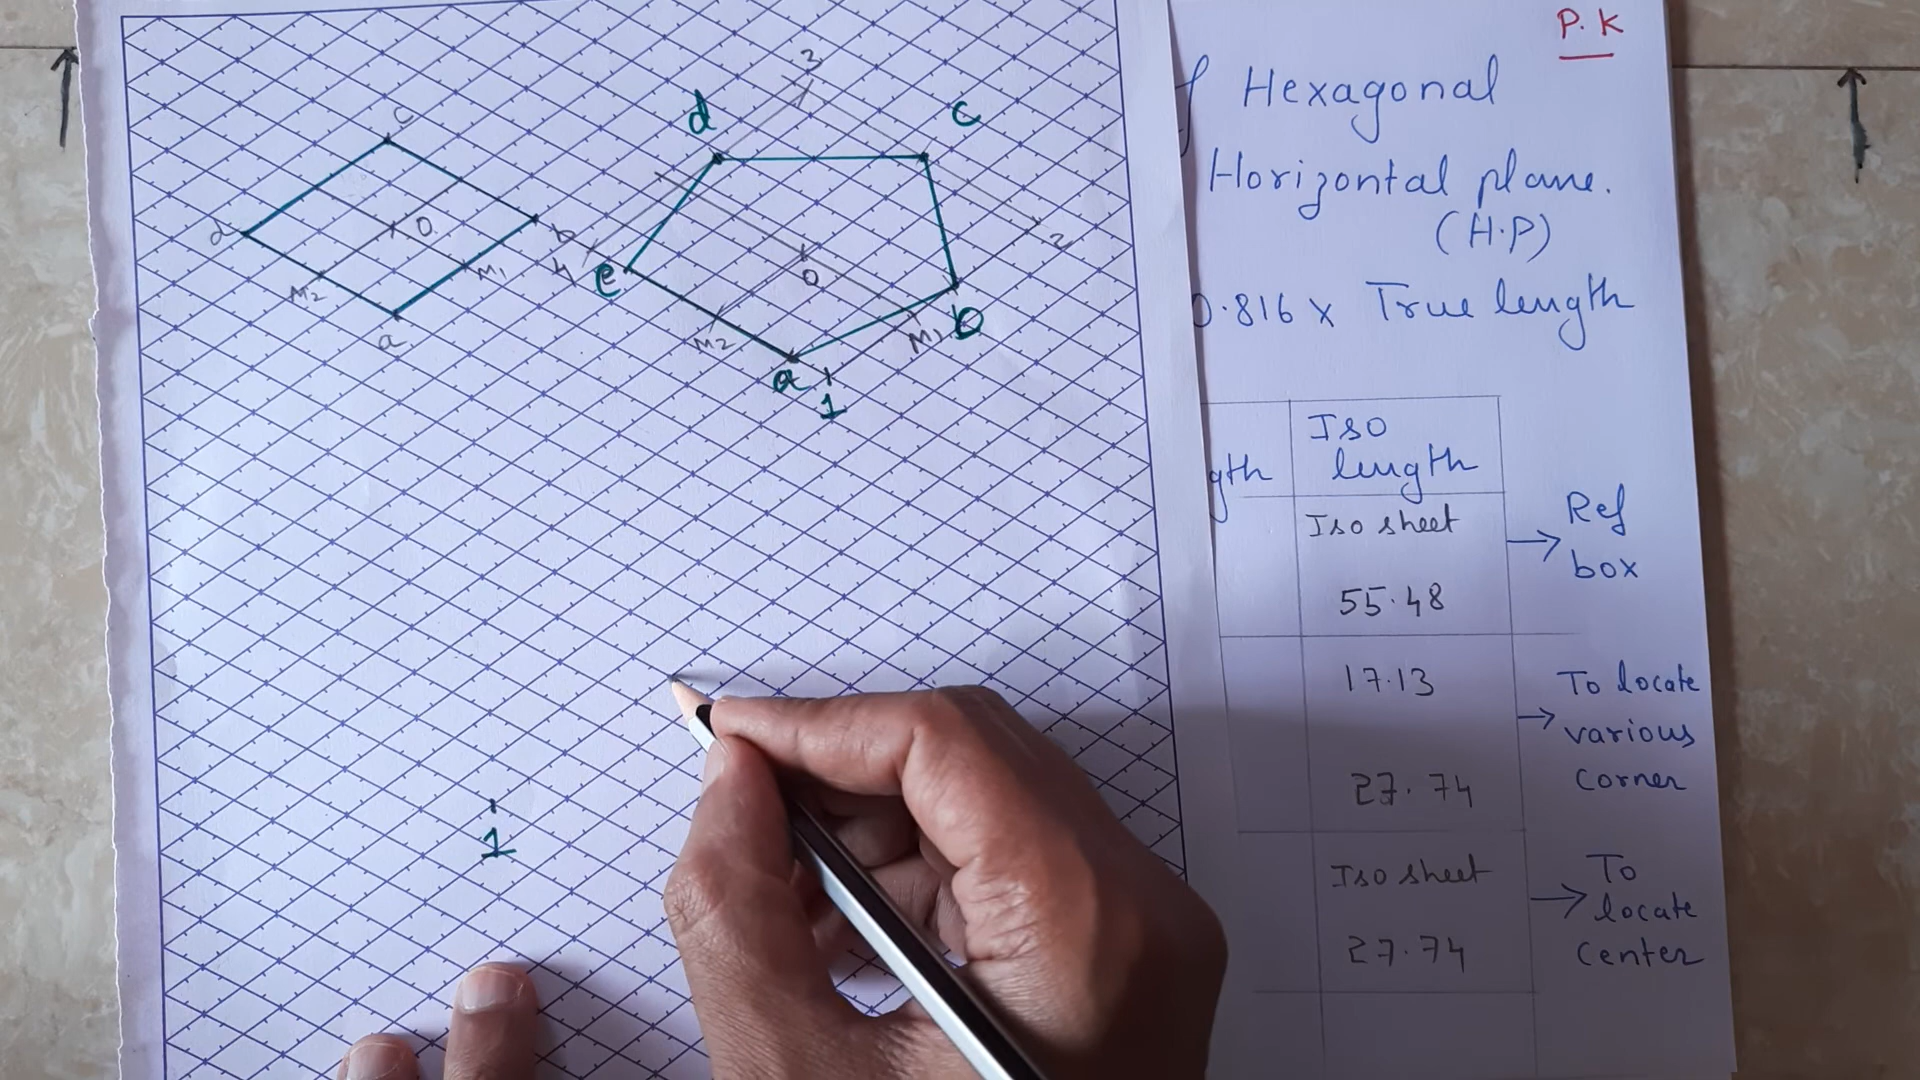 P.K
f Hexagonal
Horizontal plane.
(H.P)
0.816 x True length
gth
Iso
length
Iso sheet
55.48
Ref
box
17.13
27.74
To locate
various
corner
Iso sheet
27.74
To
locate
center
c
d
O
b
M1
M2
a
3
d
c
2
4
e
O
M2
M1
b
a
1
1